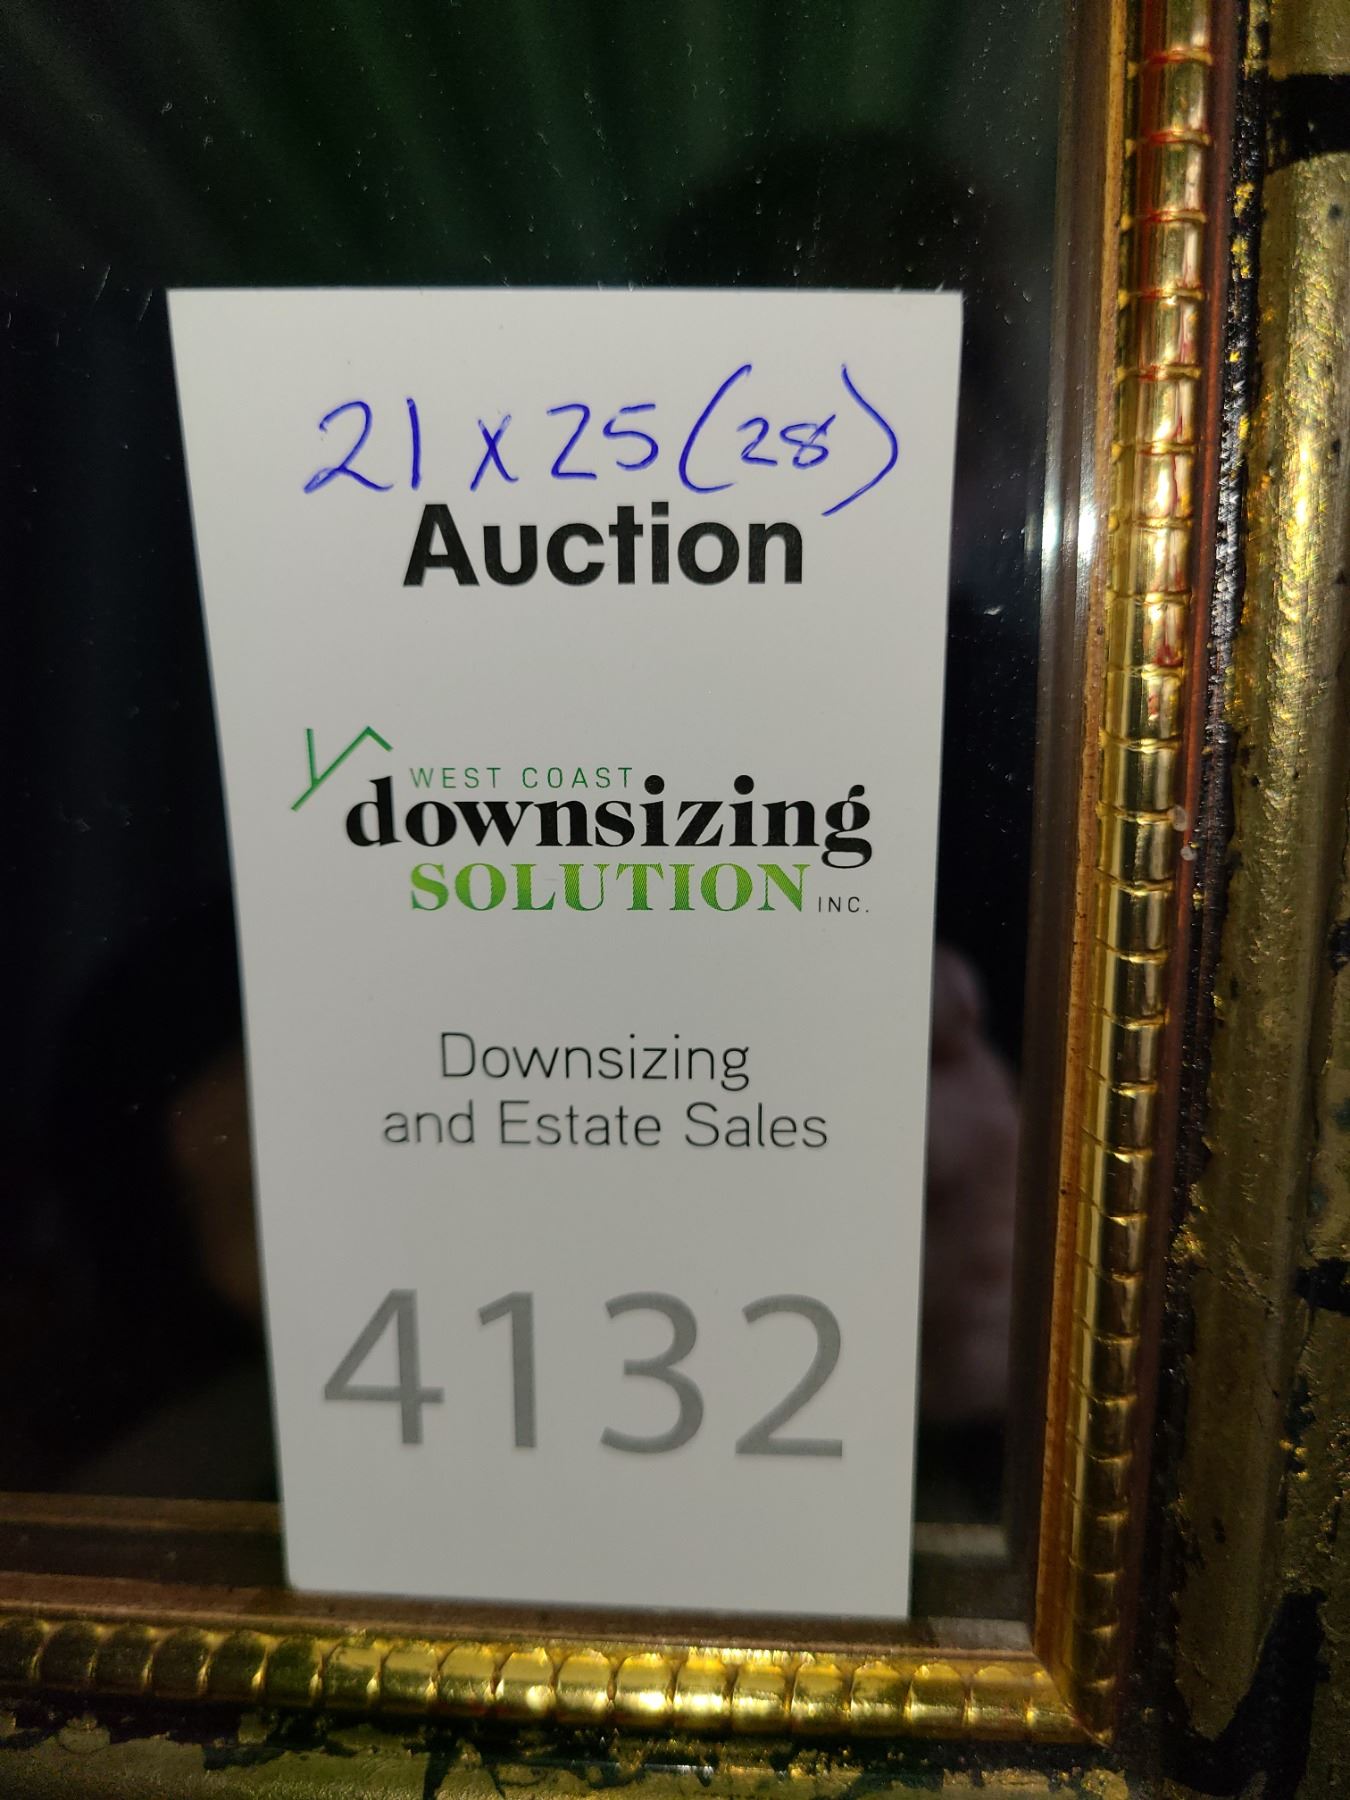 21 x 25 (28)
Auction
WEST COAST
downsizing
SOLUTION INC.
Downsizing
and Estate Sales
4132